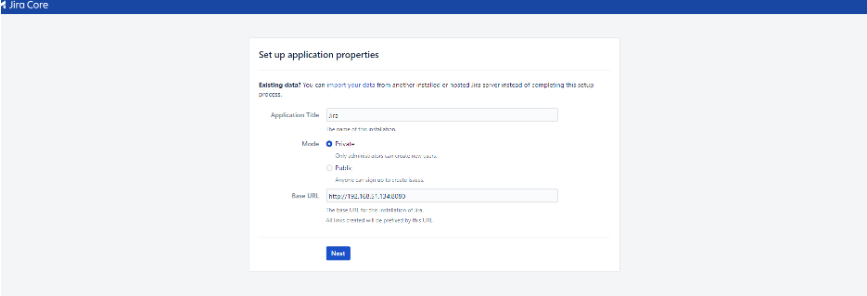 Jira Core
Set up application properties
Existing data? You can import your data from another installed or hosted Jira server instead of completing this setup
process.
Application Title Jira
The name of this installation.
Mode Private
Only administrators can create new users.
Public
Anyone can sign up to create issues.
Base URL http://192.168.51.134:8080
The base URL for this installation of Jira.
All links created will be prefixed by this URL.
Next